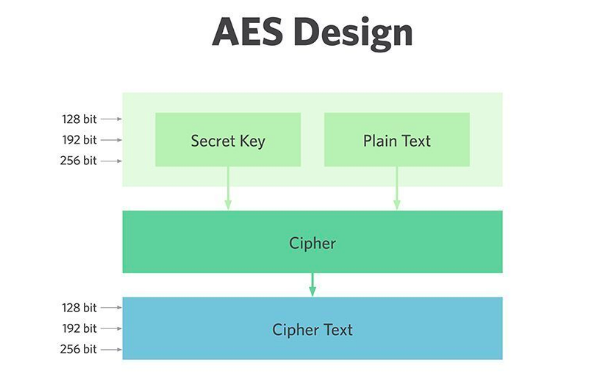 AES Design
128 bit
192 bit
256 bit
Secret Key
Plain Text
Cipher
128 bit
192 bit
256 bit
Cipher Text